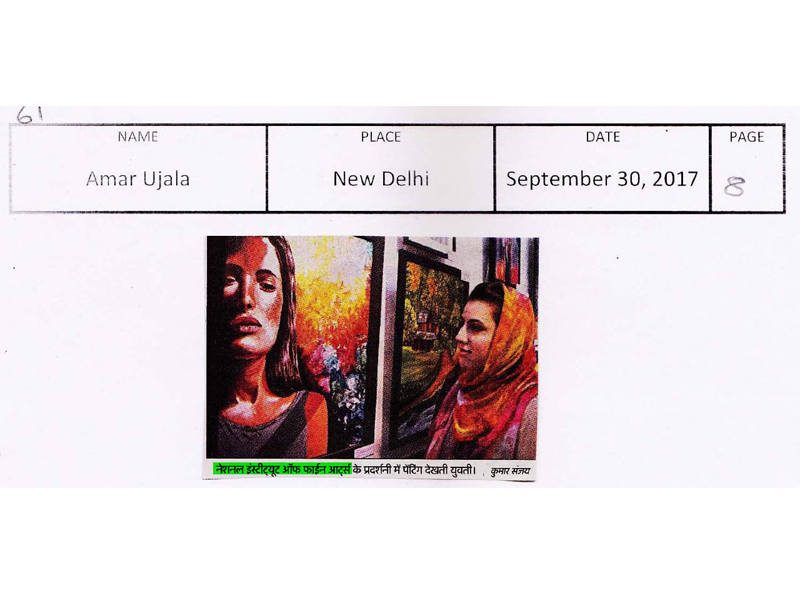 61
NAME PLACE DATE PAGE
Amar Ujala New Delhi September 30, 2017 8
नेशनल इंस्टीट्यूट ऑफ फाईन आर्ट्स के प्रदर्शनी में पेंटिंग देखती युवती। कुमार संजय